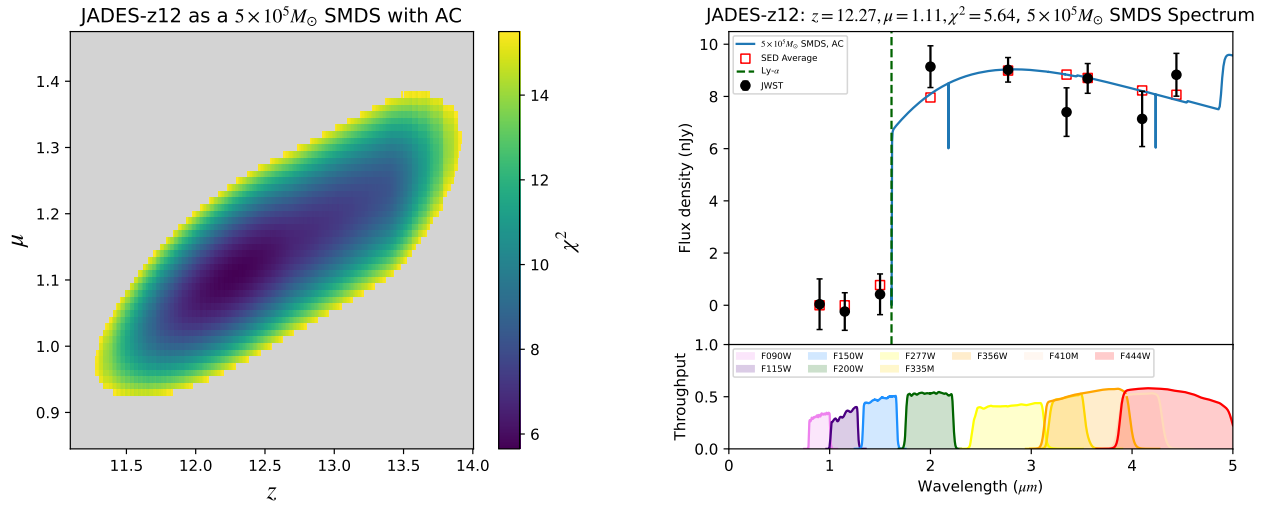 JADES-z12 as a 5×10⁵M⊙ SMDS with AC
1.4
1.3
1.2
1.1
1.0
0.9
μ
11.5 12.0 12.5 13.0 13.5 14.0
z
14
12
10
8
6
χ²
JADES-z12: z = 12.27, μ = 1.11, χ² = 5.64, 5×10⁵M⊙ SMDS Spectrum
5×10⁵M⊙ SMDS, AC
SED Average
Ly-α
JWST
10
8
6
4
2
0
Flux density (nJy)
F090W F150W F277W F356W F410M F444W
F115W F200W F335M
1.0
0.5
0.0
Throughput
0 1 2 3 4 5
Wavelength (μm)